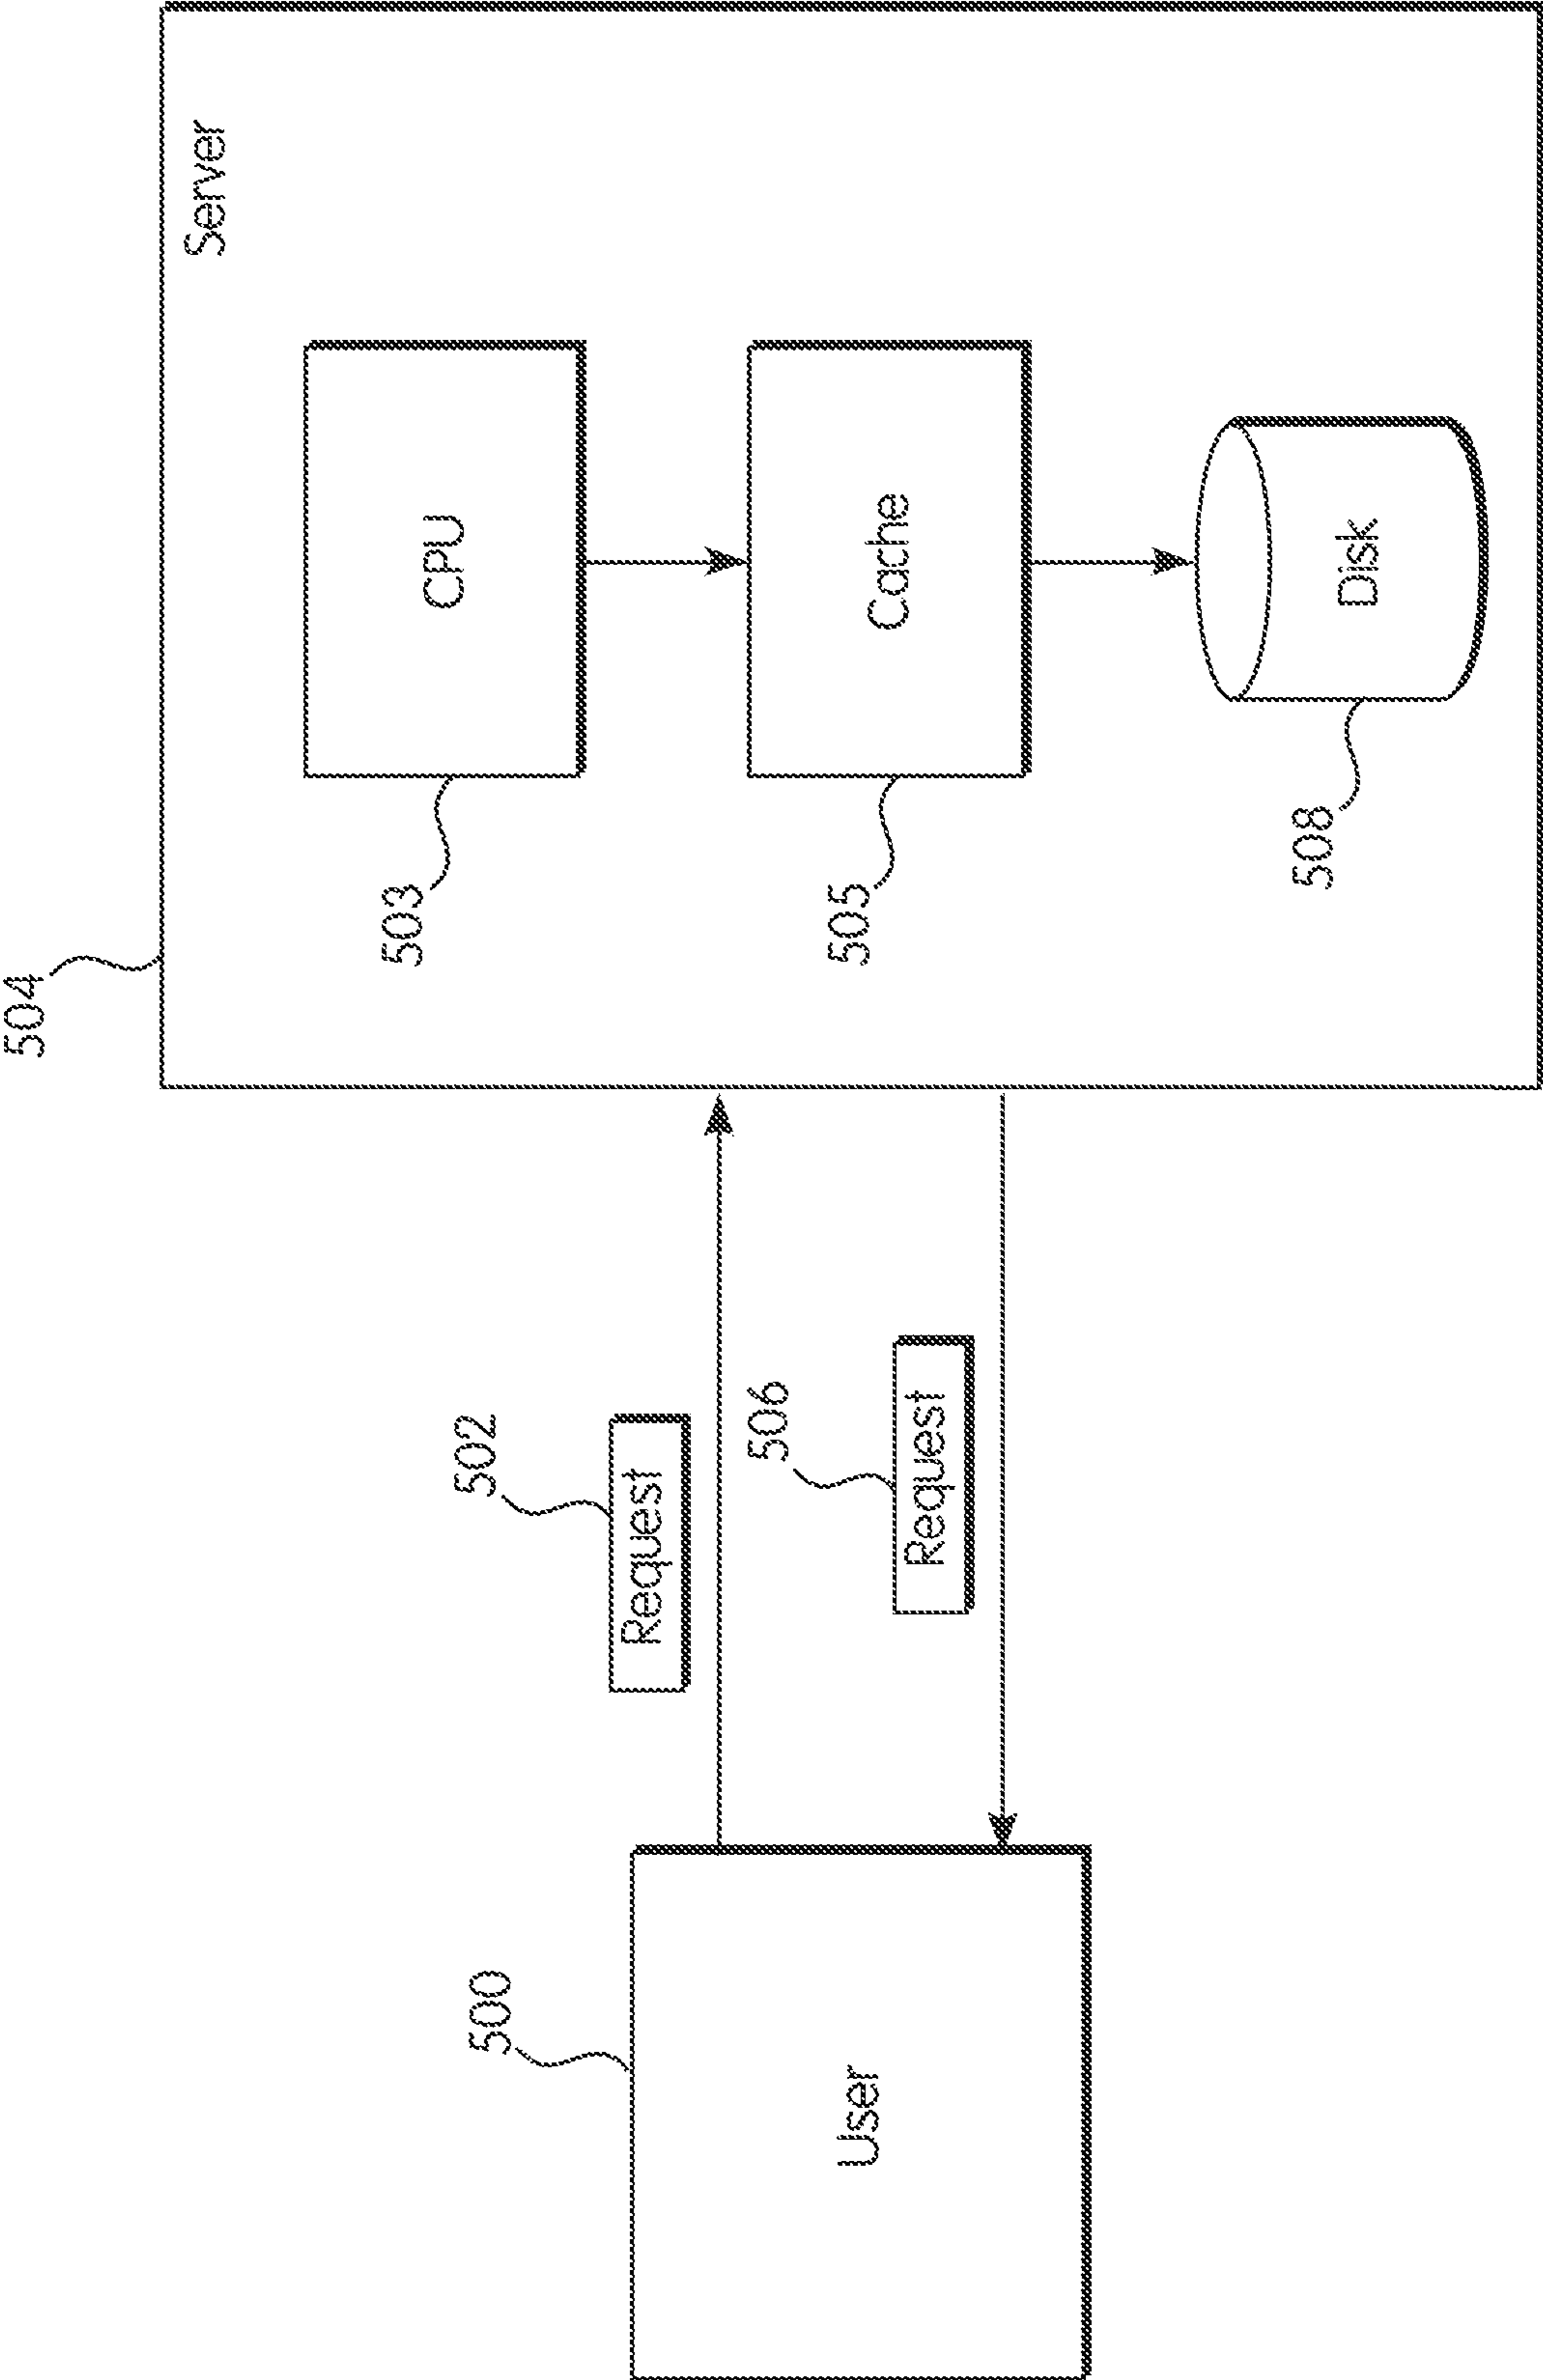 504
Server
503
CPU
502
500
Request
506
505
User
Cache
Request
508
Disk